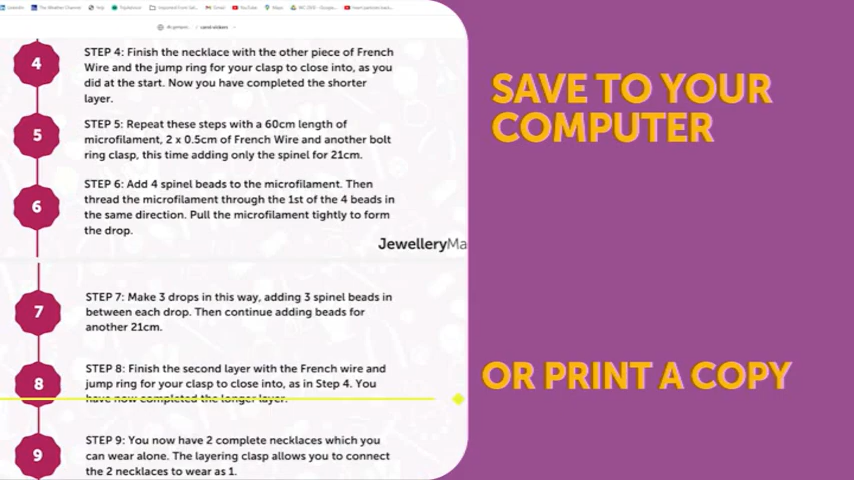 The Weather Channel
Help
Gmail
YouTube
Maps
4
STEP 4: Finish the necklace with the other piece of French
Wire and the jump ring for your clasp to close into, as you
did at the start. Now you have completed the shorter
layer.
5
STEP 5: Repeat these steps with a 60cm length of
microfilament, 2 x 0.5cm of French Wire and another bolt
ring clasp, this time adding only the spinel for 21cm.
6
STEP 6: Add 4 spinel beads to the microfilament. Then
thread the microfilament through the 1st of the 4 beads in
the same direction. Pull the microfilament tightly to form
the drop.
JewelleryMa
7
STEP 7: Make 3 drops in this way, adding 3 spinel beads in
between each drop. Then continue adding beads for
another 21cm.
8
STEP 8: Finish the second layer with the French wire and
jump ring for your clasp to close into, as in Step 4. You
have now completed the longer layer.
9
STEP 9: You now have 2 complete necklaces which you
can wear alone. The layering clasp allows you to connect
the 2 necklaces to wear as 1.
SAVE TO YOUR
COMPUTER
OR PRINT A COPY